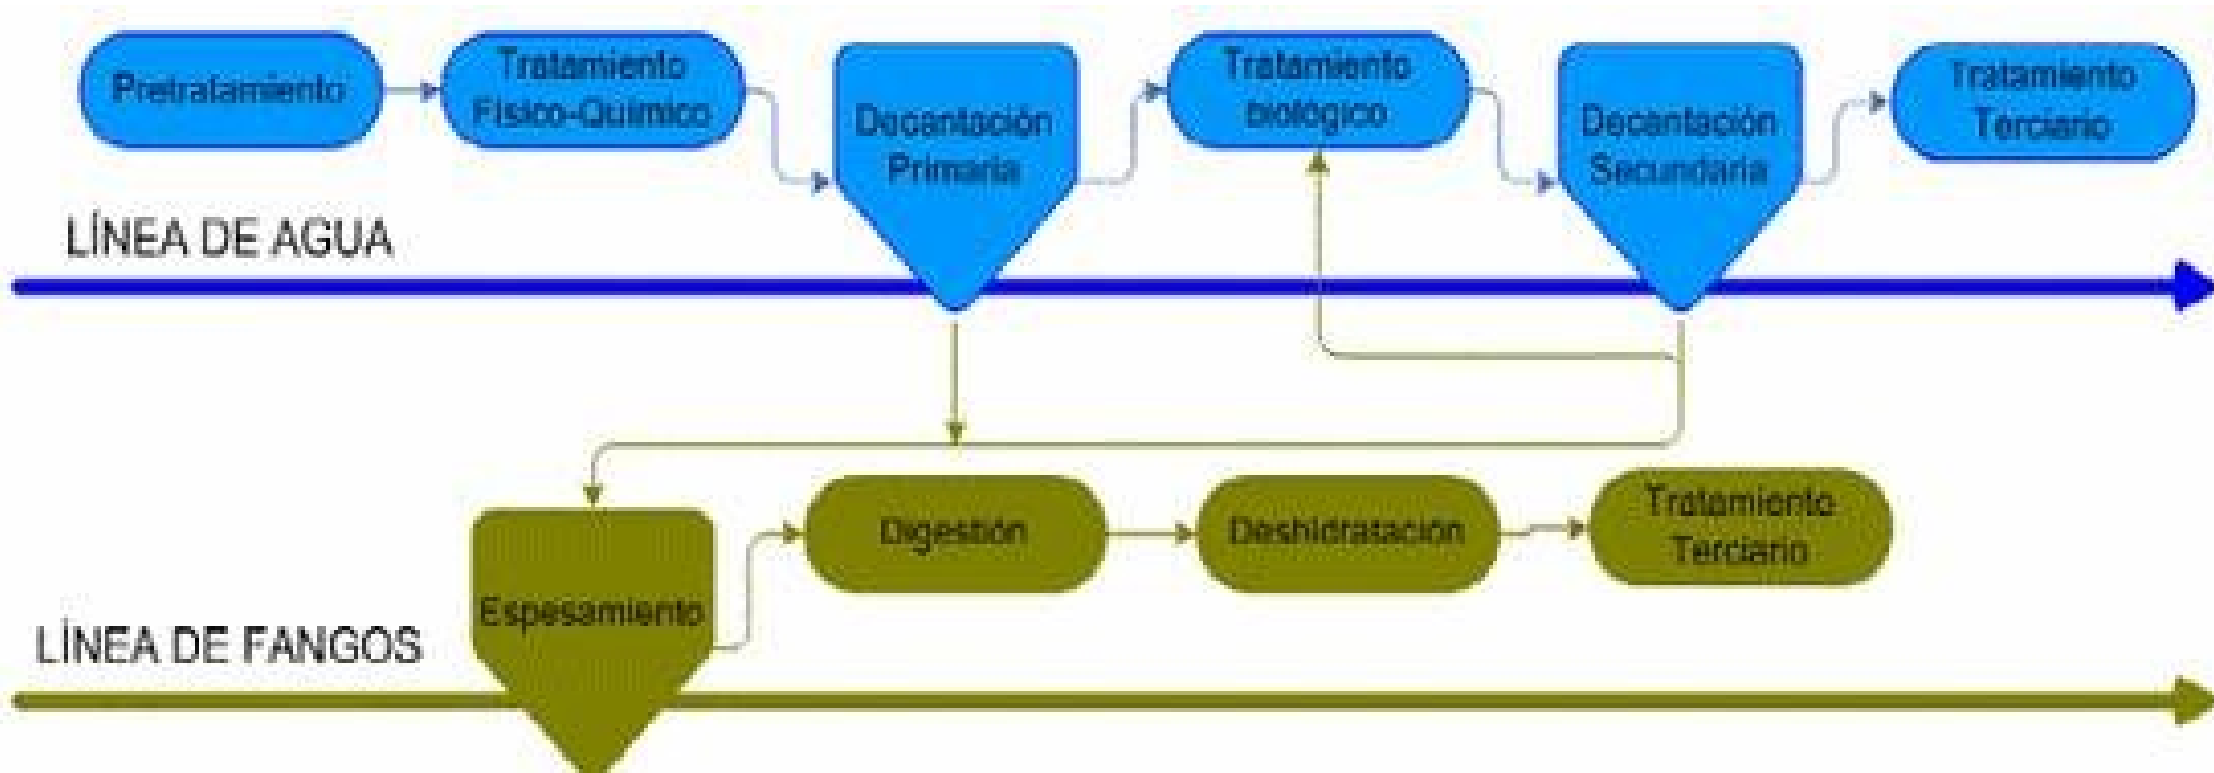 Pretratamiento
Tratamiento
Físico-Químico
Decantación
Primaria
Tratamiento
biológico
Decantación
Secundaria
Tratamiento
Terciario
LÍNEA DE AGUA
Espesamiento
Digestión
Deshidratación
Tratamiento
Terciario
LÍNEA DE FANGOS